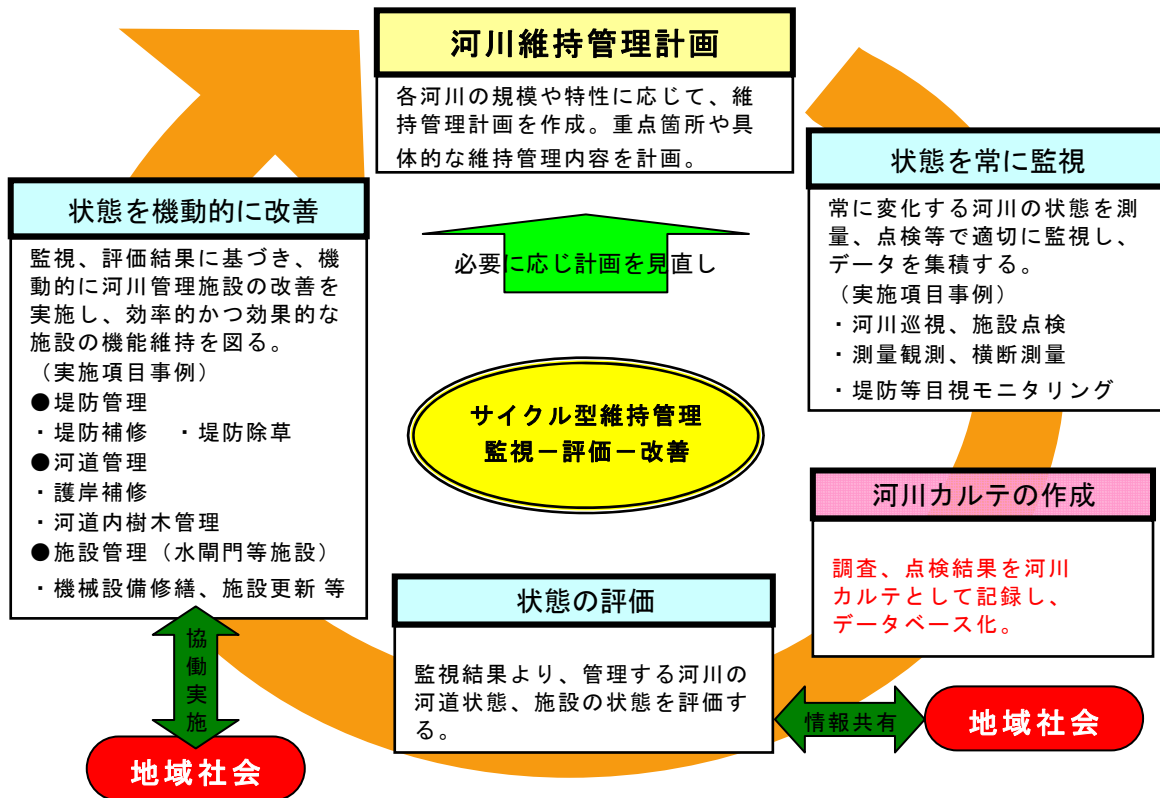 河川維持管理計画
各河川の規模や特性に応じて、維
持管理計画を作成。重点箇所や具
体的な維持管理内容を計画。
状態を常に監視
常に変化する河川の状態を測
量、点検等で適切に監視し、
データを集積する。
（実施項目事例）
・河川巡視、施設点検
・測量観測、横断測量
・堤防等目視モニタリング
河川カルテの作成
調査、点検結果を河川
カルテとして記録し、
データベース化。
状態の評価
監視結果より、管理する河川の
河道状態、施設の状態を評価す
る。
情報共有
地域社会
状態を機動的に改善
監視、評価結果に基づき、機
動的に河川管理施設の改善を
実施し、効率的かつ効果的な
施設の機能維持を図る。
（実施項目事例）
●堤防管理
・堤防補修　・堤防除草
●河道管理
・護岸補修
・河道内樹木管理
●施設管理（水閘門等施設）
・機械設備修繕、施設更新 等
協働実施
地域社会
必要に応じ計画を見直し
サイクル型維持管理
監視－評価－改善